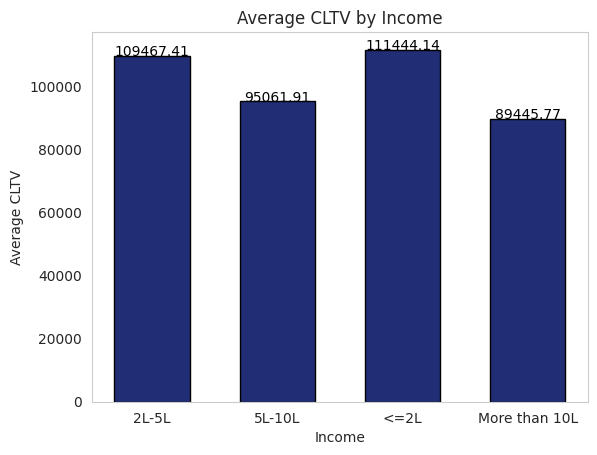 Average CLTV by Income
109467.41
95061.91
111444.14
89445.77
100000
80000
60000
40000
20000
0
Average CLTV
2L-5L
5L-10L
<=2L
More than 10L
Income